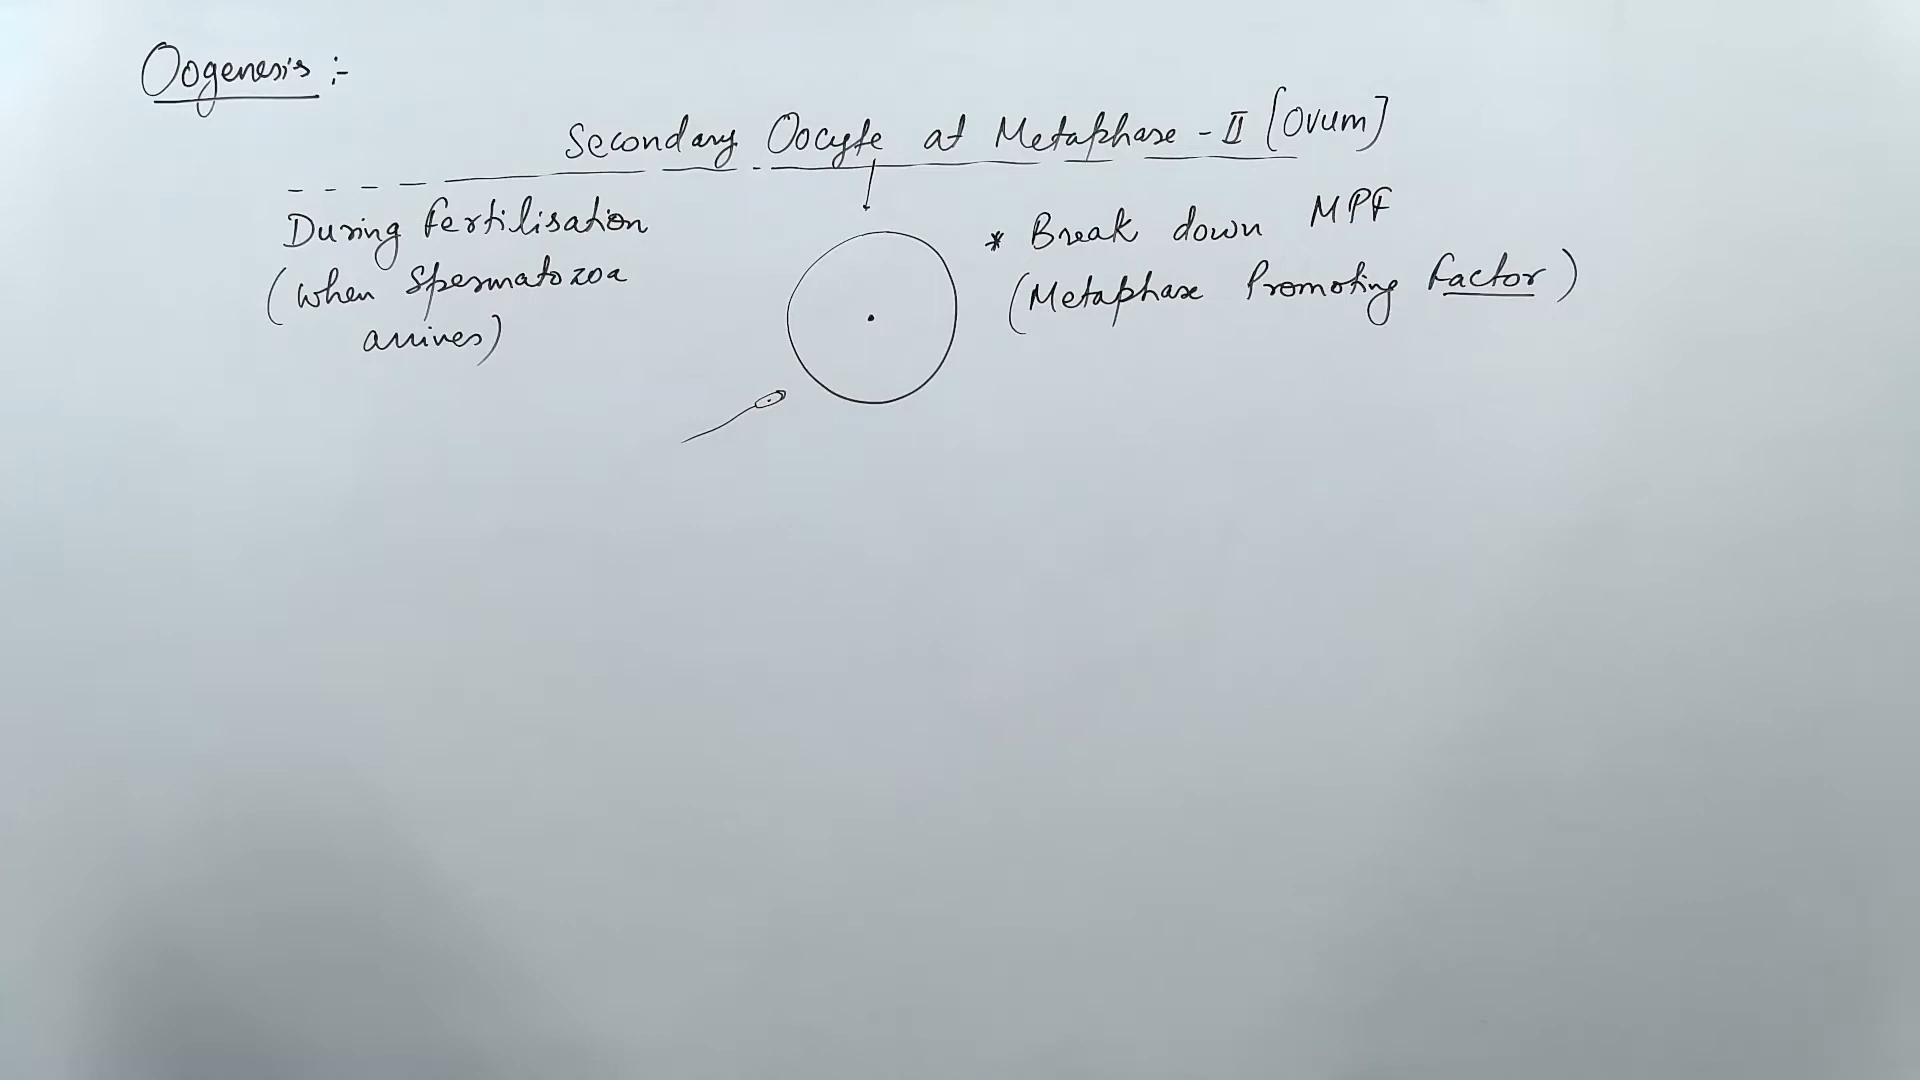 Oogenesis :-
Secondary Oocyte at Metaphase - II [Ovum]
During fertilisation
(when Spermatozoa
arrives)
* Break down MPF
(Metaphase Promoting factor)